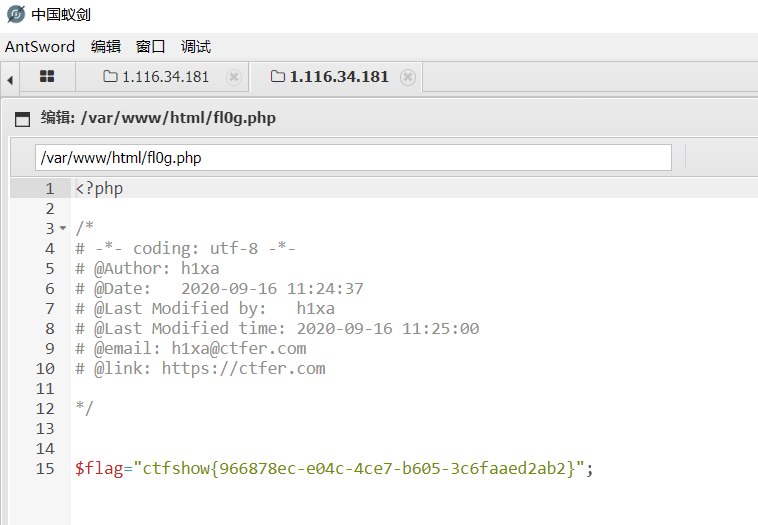 中国蚁剑
AntSword 编辑 窗口 调试
1.116.34.181 1.116.34.181
编辑: /var/www/html/fl0g.php
/var/www/html/fl0g.php
1 <?php
2
3 /*
4 # -*- coding: utf-8 -*-
5 # @Author: h1xa
6 # @Date:   2020-09-16 11:24:37
7 # @Last Modified by:   h1xa
8 # @Last Modified time: 2020-09-16 11:25:00
9 # @email: h1xa@ctfer.com
10 # @link: https://ctfer.com
11
12 */
13
14
15 $flag="ctfshow{966878ec-e04c-4ce7-b605-3c6faaed2ab2}";